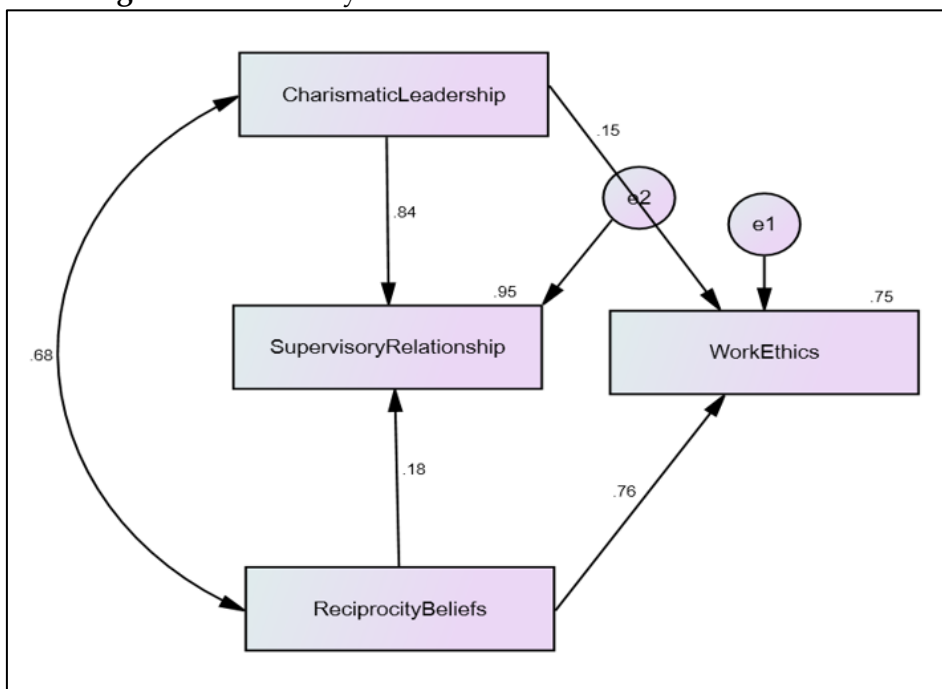 CharismaticLeadership
.15
e2
e1
.84
.95
.75
SupervisoryRelationship
WorkEthics
.68
.18
.76
ReciprocityBeliefs